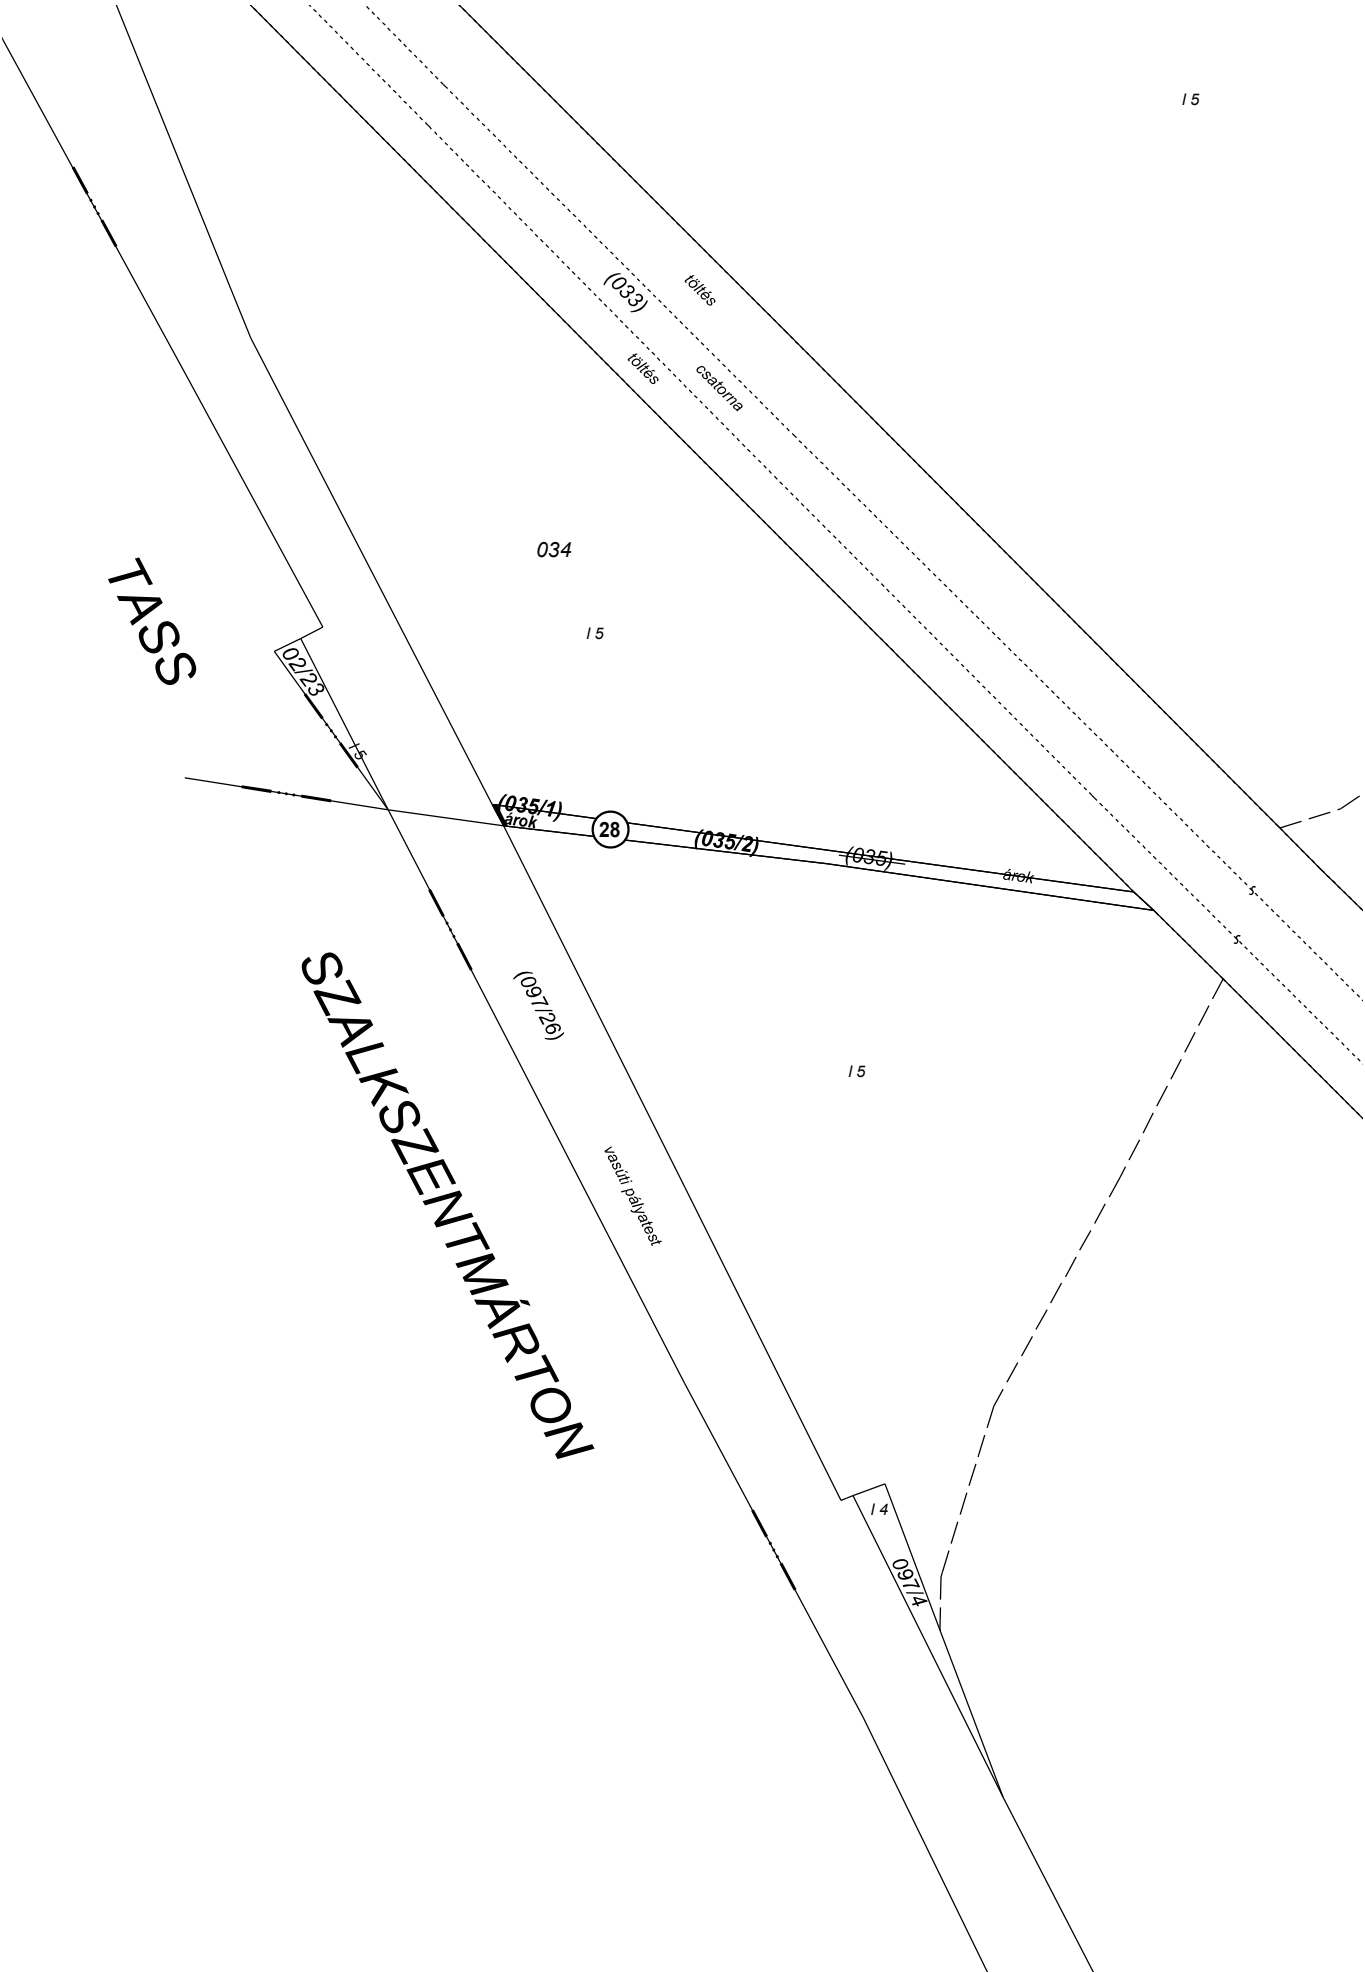 l 5
(033)
töltés
töltés
csatorna
034
l 5
TASS
02/23
l 5
(035/1)
árok
28
(035/2)
(035)
árok
SZALKSZENTMÁRTON
(097/26)
l 5
vasúti pályatest
l 4
097/4